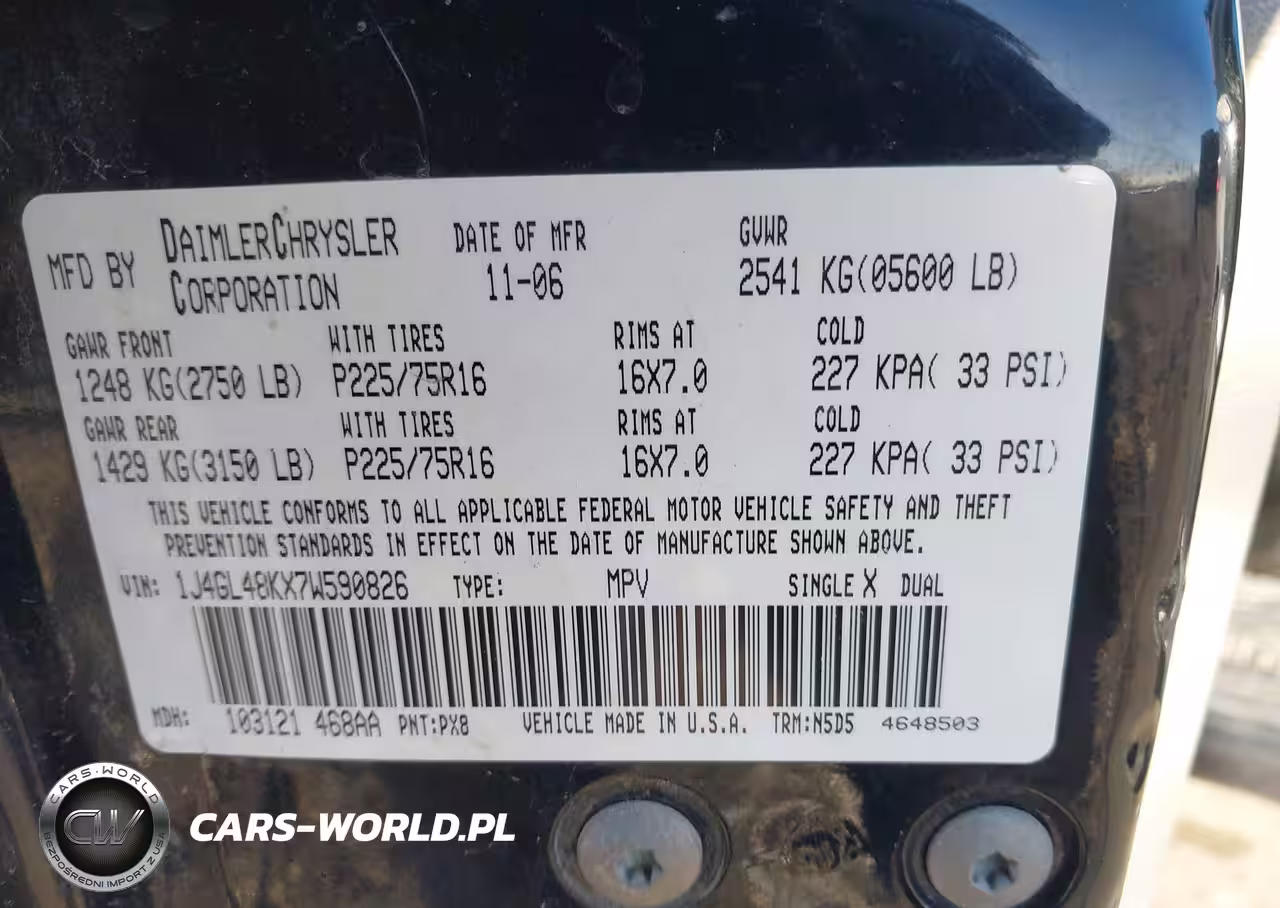 MFD BY DAIMLERCHRYSLER CORPORATION DATE OF MFR 11-06 GVWR 2541 KG(05600 LB)
GAWR FRONT WITH TIRES RIMS AT COLD
1248 KG(2750 LB) P225/75R16 16X7.0 227 KPA( 33 PSI)
GAWR REAR WITH TIRES RIMS AT COLD
1429 KG(3150 LB) P225/75R16 16X7.0 227 KPA( 33 PSI)
THIS VEHICLE CONFORMS TO ALL APPLICABLE FEDERAL MOTOR VEHICLE SAFETY AND THEFT
PREVENTION STANDARDS IN EFFECT ON THE DATE OF MANUFACTURE SHOWN ABOVE.
VIN: 1J4GL48KX7W590826 TYPE: MPV SINGLE X DUAL
MDH: 103121 468AA PNT:PX8 VEHICLE MADE IN U.S.A. TRM:N5D5 4648503
CARS-WORLD
CW
BEZPOŚREDNI IMPORT Z USA
CARS-WORLD.PL